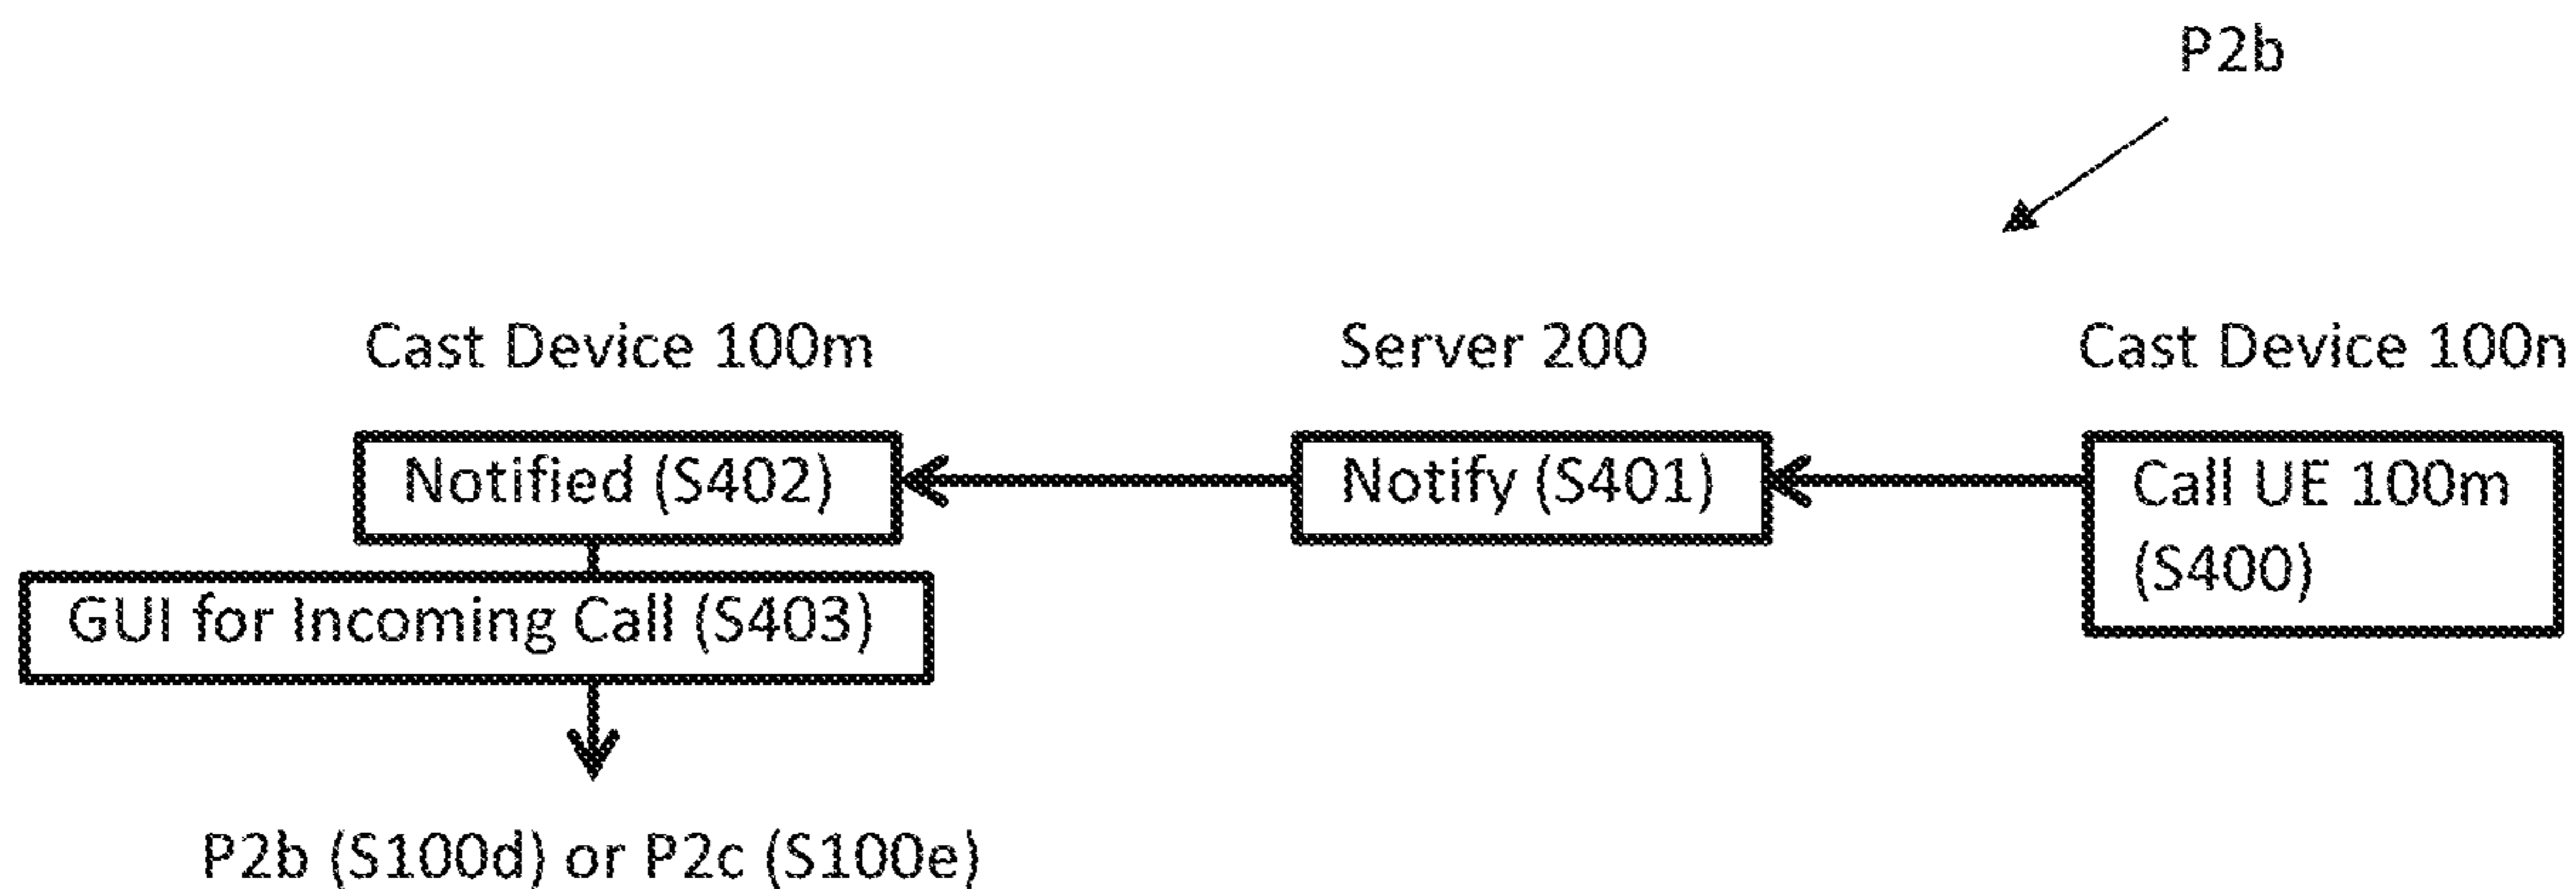 P2b
Cast Device 100m
Server 200
Cast Device 100n
Notified (S402)
Notify (S401)
Call UE 100m
(S400)
GUI for Incoming Call (S403)
P2b (S100d) or P2c (S100e)